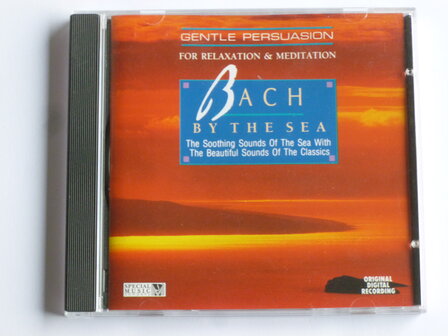 GENTLE PERSUASION
FOR RELAXATION & MEDITATION
BACH
BY THE SEA
The Soothing Sounds Of The Sea With
The Beautiful Sounds Of The Classics
SPECIAL
MUSIC
ORIGINAL
DIGITAL
RECORDING